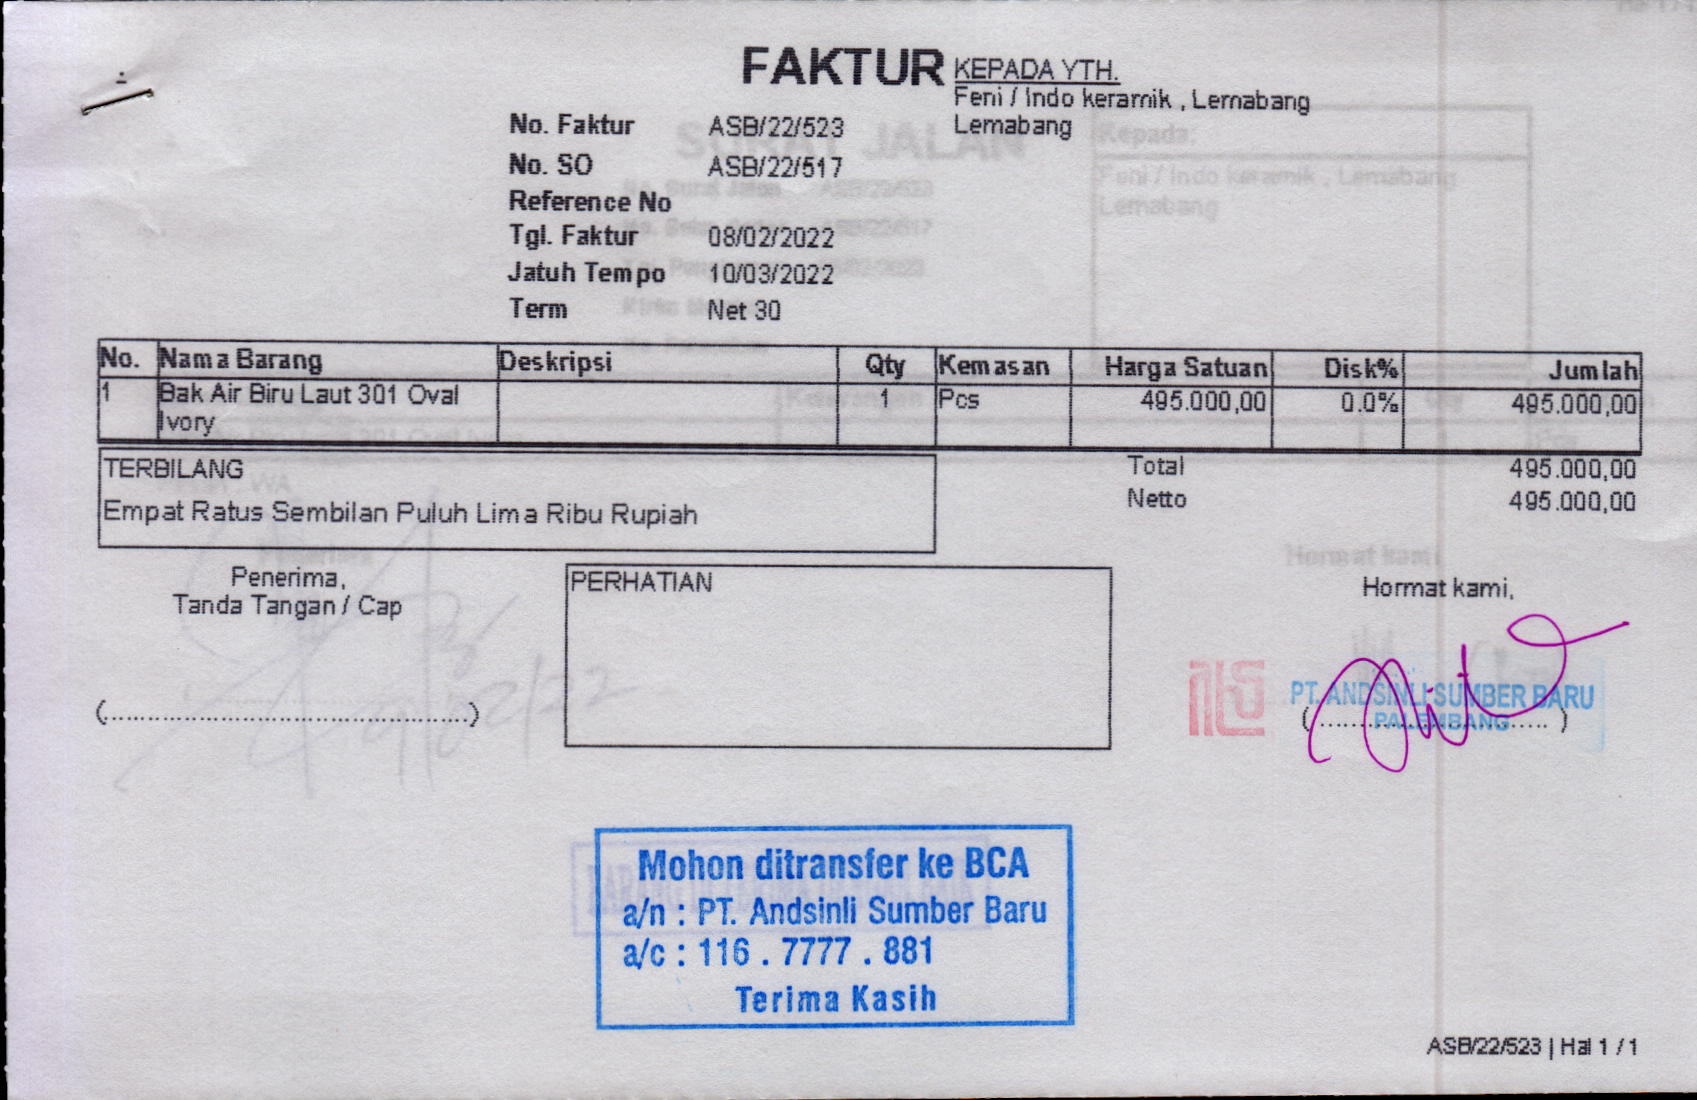 FAKTUR
KEPADA YTH.
Feni / Indo keramik , Lemabang
Lemabang
No. Faktur ASB/22/523
No. SO ASB/22/517
Reference No
Tgl. Faktur 08/02/2022
Jatuh Tempo 10/03/2022
Term Net 30
No. Nama Barang Deskripsi Qty Kemasan Harga Satuan Disk% Jumlah
1 Bak Air Biru Laut 301 Oval 1 Pcs 495.000,00 0.0% 495.000,00
Ivory
TERBILANG
Empat Ratus Sembilan Puluh Lima Ribu Rupiah
Total 495.000,00
Netto 495.000,00
Penerima,
Tanda Tangan / Cap
(................................................)
PERHATIAN
Hormat kami,
PT. ANDSINLI SUMBER BARU
PALEMBANG
Mohon ditransfer ke BCA
a/n : PT. Andsinli Sumber Baru
a/c : 116 . 7777 . 881
Terima Kasih
ASB/22/523 | Hal 1 / 1